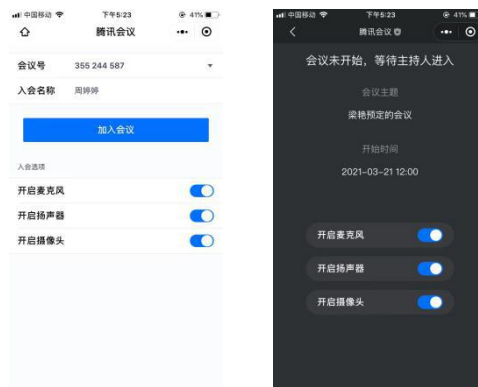 中国移动 下午5:23 41%
腾讯会议
会议号 355 244 587
入会名称 周婷婷
加入会议
入会选项
开启麦克风
开启扬声器
开启摄像头
中国移动 下午5:23 41%
腾讯会议
会议未开始，等待主持人进入
会议主题
梁艳预定的会议
开始时间
2021-03-21 12:00
开启麦克风
开启扬声器
开启摄像头